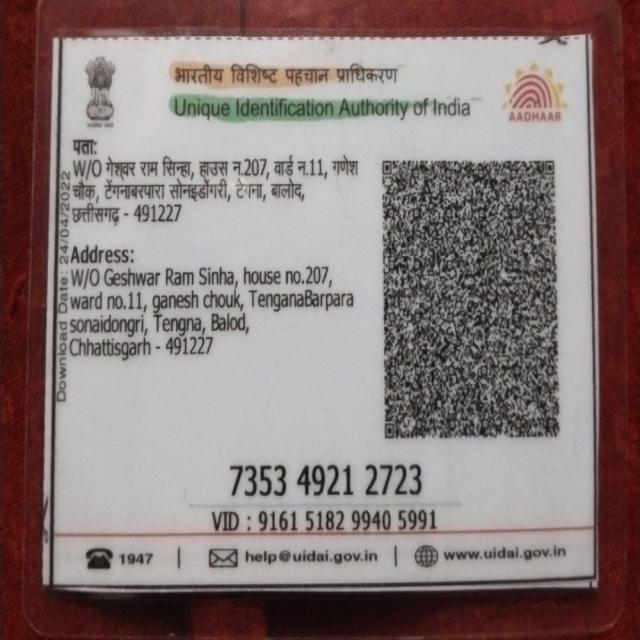 भारतीय विशिष्ट पहचान प्राधिकरण
Unique Identification Authority of India
AADHAAR
पता:
W/O गेश्वर राम सिन्हा, हाउस न.207, वार्ड न.11, गणेश
चौक, टेंगनाबरपारा सोनइडोंगरी, टेगना, बालोद,
छत्तीसगढ़ - 491227
Address:
W/O Geshwar Ram Sinha, house no.207,
ward no.11, ganesh chouk, TenganaBarpara
sonaidongri, Tengna, Balod,
Chhattisgarh - 491227
Download Date: 24/04/2022
7353 4921 2723
VID : 9161 5182 9940 5991
1947 | help@uidai.gov.in | www.uidai.gov.in